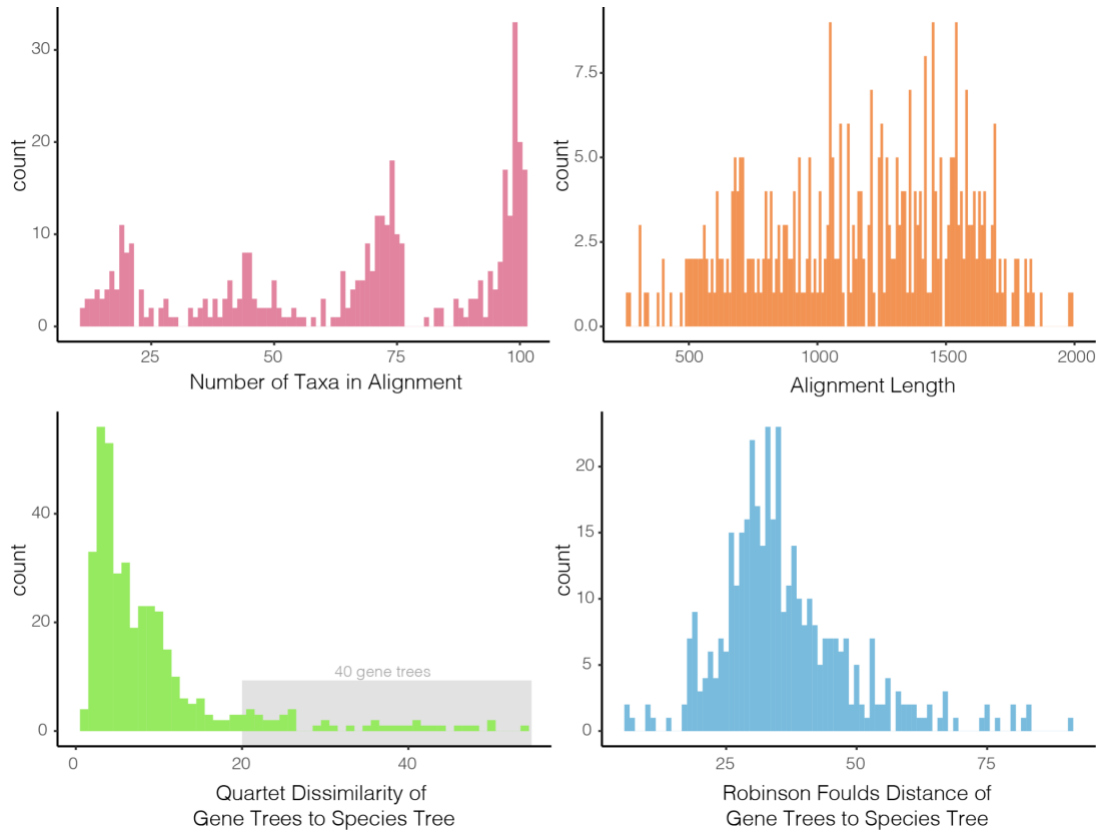 30
20
10
0
count
25
50
75
100
Number of Taxa in Alignment
7.5
5.0
2.5
0.0
count
500
1000
1500
2000
Alignment Length
40
20
0
count
40 gene trees
0
20
40
Quartet Dissimilarity of
Gene Trees to Species Tree
20
15
10
5
0
count
25
50
75
Robinson Foulds Distance of
Gene Trees to Species Tree